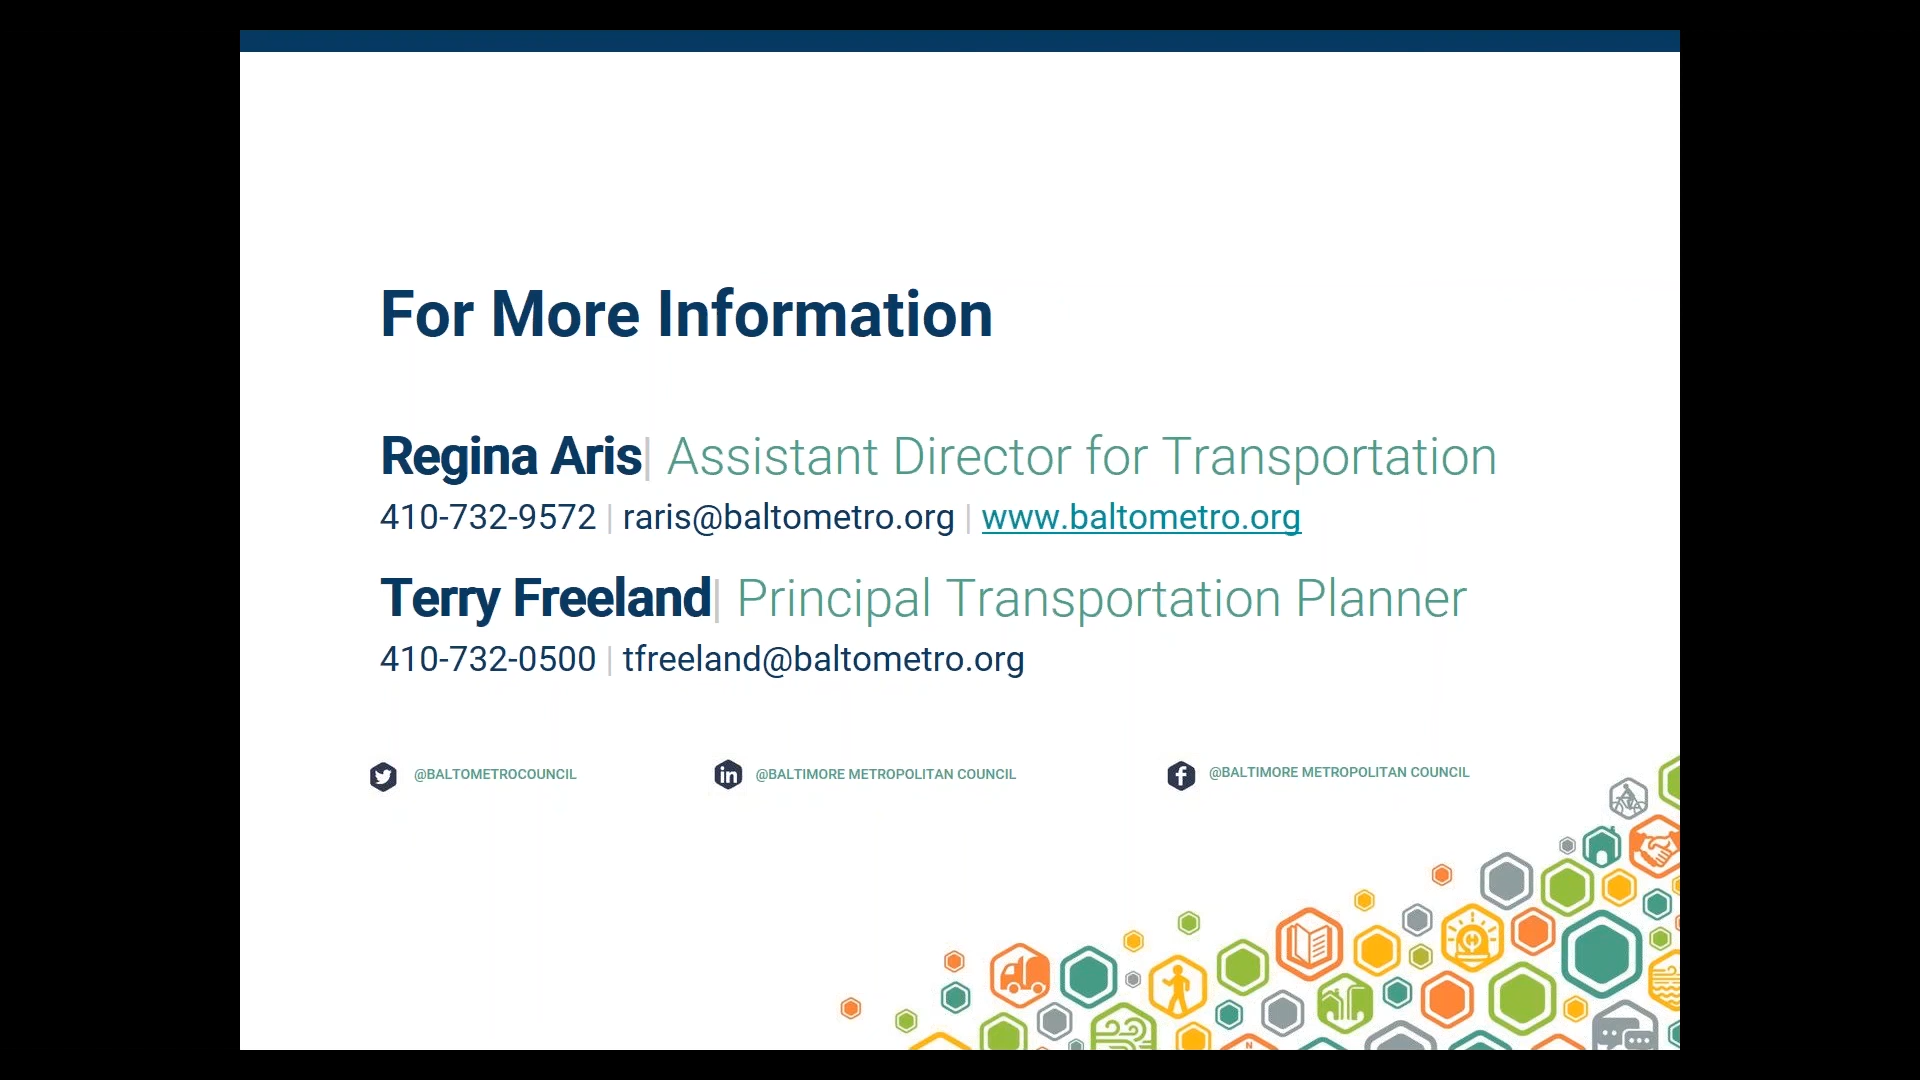 For More Information
Regina Aris| Assistant Director for Transportation
410-732-9572 | raris@baltometro.org | www.baltometro.org
Terry Freeland| Principal Transportation Planner
410-732-0500 | tfreeland@baltometro.org
@BALTOMETROCOUNCIL
@BALTIMORE METROPOLITAN COUNCIL
@BALTIMORE METROPOLITAN COUNCIL
N